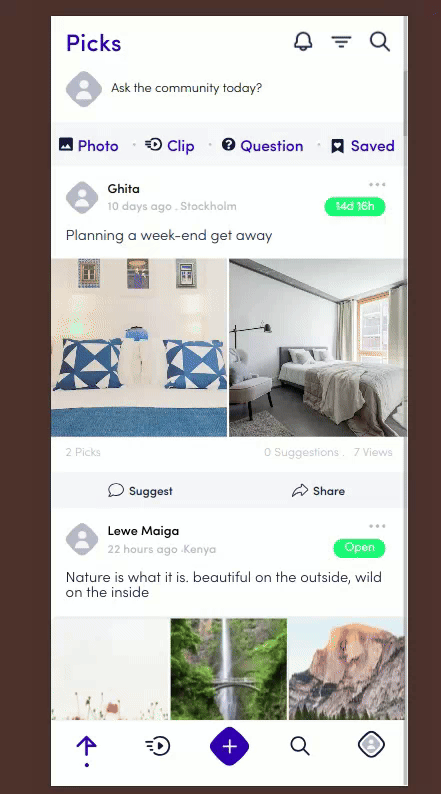 Picks
Ask the community today?
Photo · Clip · Question · Saved
Ghita
10 days ago . Stockholm
14d 16h
Planning a week-end get away
2 Picks 0 Suggestions . 7 Views
Suggest Share
Lewe Maiga
22 hours ago ·Kenya
Open
Nature is what it is. beautiful on the outside, wild
on the inside